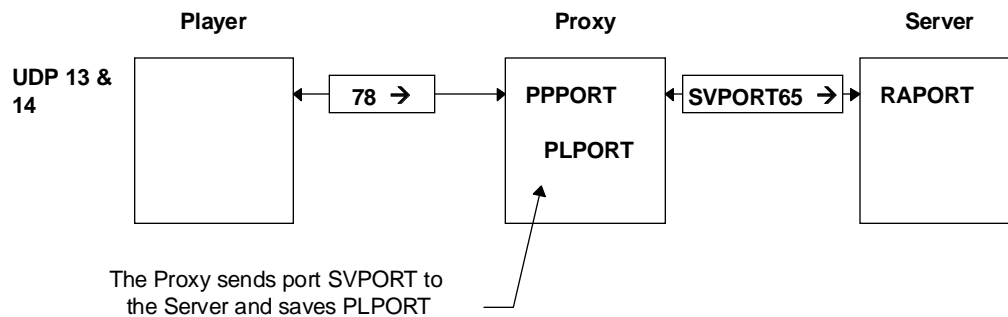 Player Proxy Server
UDP 13 &
14
78 →
PPPORT
SVPORT65 →
RAPORT
PLPORT
The Proxy sends port SVPORT to
the Server and saves PLPORT